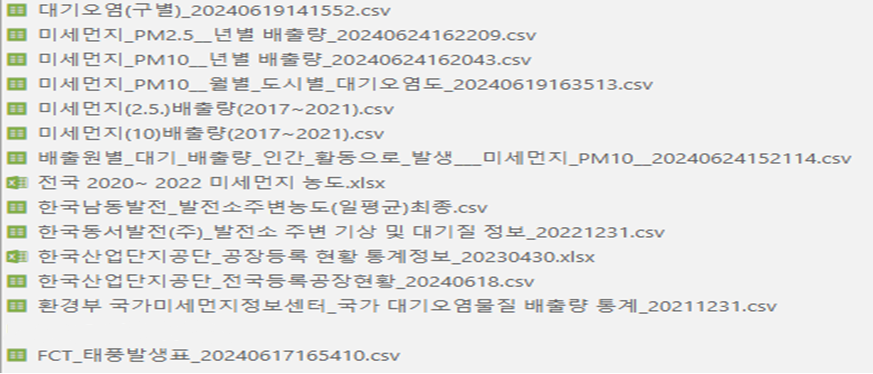 대기오염(구별)_20240619141552.csv
미세먼지_PM2.5__년별 배출량_20240624162209.csv
미세먼지_PM10__년별 배출량_20240624162043.csv
미세먼지_PM10__월별_도시별_대기오염도_20240619163513.csv
미세먼지(2.5.)배출량(2017~2021).csv
미세먼지(10)배출량(2017~2021).csv
배출원별_대기_배출량_인간_활동으로_발생___미세먼지_PM10__20240624152114.csv
전국 2020~ 2022 미세먼지 농도.xlsx
한국남동발전_발전소주변농도(일평균)최종.csv
한국동서발전(주)_발전소 주변 기상 및 대기질 정보_20221231.csv
한국산업단지공단_공장등록 현황 통계정보_20230430.xlsx
한국산업단지공단_전국등록공장현황_20240618.csv
환경부 국가미세먼지정보센터_국가 대기오염물질 배출량 통계_20211231.csv
FCT_태풍발생표_20240617165410.csv